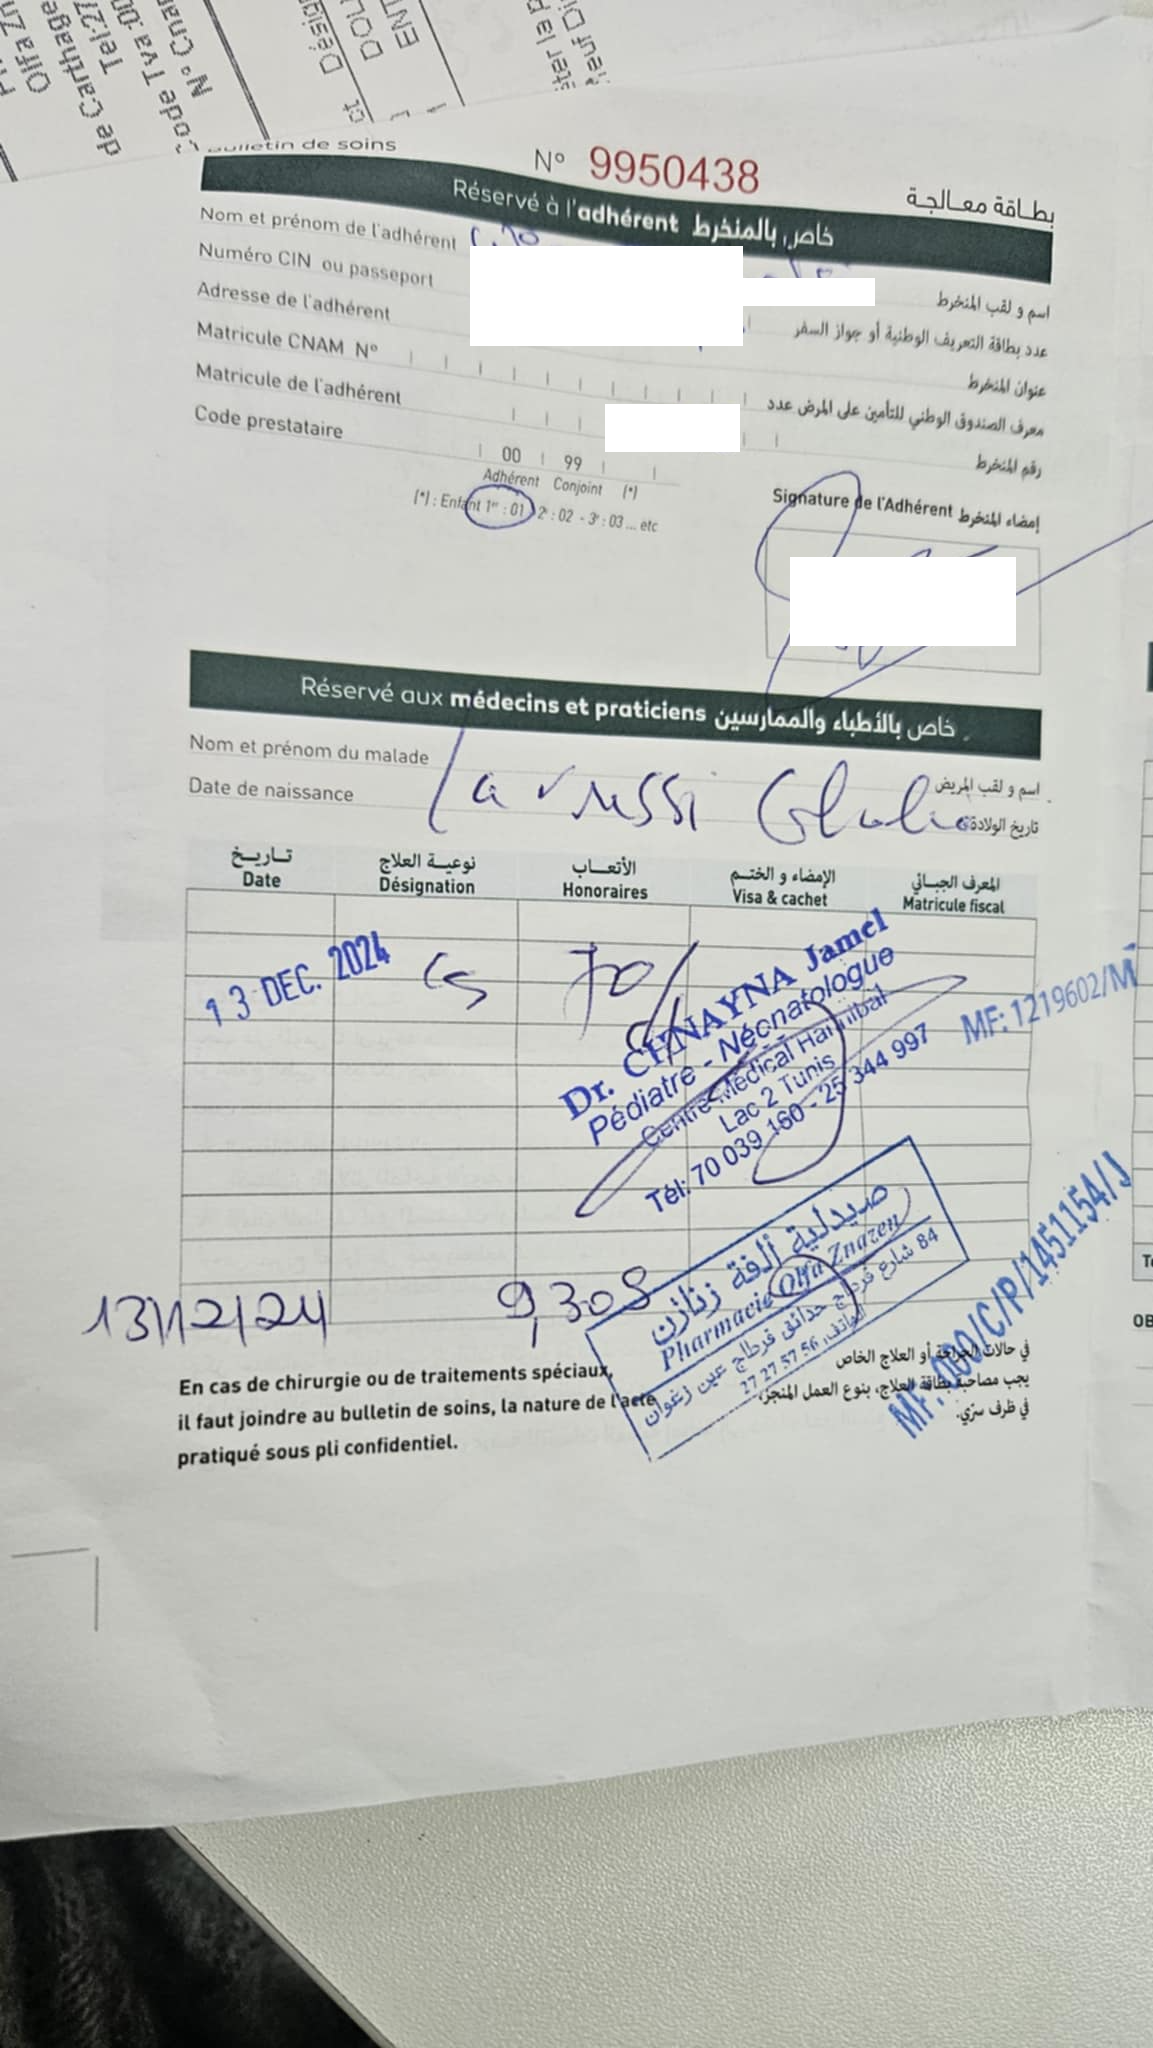 N° Cnam
Code Tva :00
Tel:27
de Carthage
Olfa Zn
Désig
DOL
EN
ter la p
Bulletin de soins
N° 9950438
بطاقة معالجة
Réservé à l'adhérent خاص بالمنخرط
Nom et prénom de l'adhérent
اسم و لقب المنخرط
Numéro CIN ou passeport
عدد بطاقة التعريف الوطنية أو جواز السفر
Adresse de l'adhérent
عنوان المنخرط
Matricule CNAM N°
معرف الصندوق الوطني للتأمين على المرض عدد
Matricule de l'adhérent
رقم المنخرط
Code prestataire
00 99
Adhérent Conjoint (*)
(*) : Enfant 1er : 01 - 2e : 02 - 3e : 03 ... etc
Signature de l'Adhérent إمضاء المنخرط
Réservé aux médecins et praticiens خاص بالأطباء والممارسين
Nom et prénom du malade
اسم و لقب المريض
Date de naissance
تاريخ الولادة
تاريخ نوعية العلاج الأتعاب الإمضاء و الختم المعرف الجبائي
Date Désignation Honoraires Visa & cachet Matricule fiscal
13 DEC. 2024 Cs 70/
Dr. CHNAYNA Jamel
Pédiatre - Néonatologue
Centre Médical Hannibal
Lac 2 Tunis
Tél: 70 039 160 - 25 344 997
MF: 1219602/M
صيدلية ألفة زنازن
Pharmacie Olfa Znazen
84 شارع قرطاج حدائق قرطاج عين زغوان
الهاتف: 27 27 57 56
MF: 000/C/P/1451154/J
13/12/24 9,308
En cas de chirurgie ou de traitements spéciaux,
il faut joindre au bulletin de soins, la nature de l'acte
pratiqué sous pli confidentiel.
في حالات الجراحة أو العلاج الخاص
يجب مصاحبة بطاقة العلاج، بنوع العمل المنجز،
في ظرف سرّي.
OB